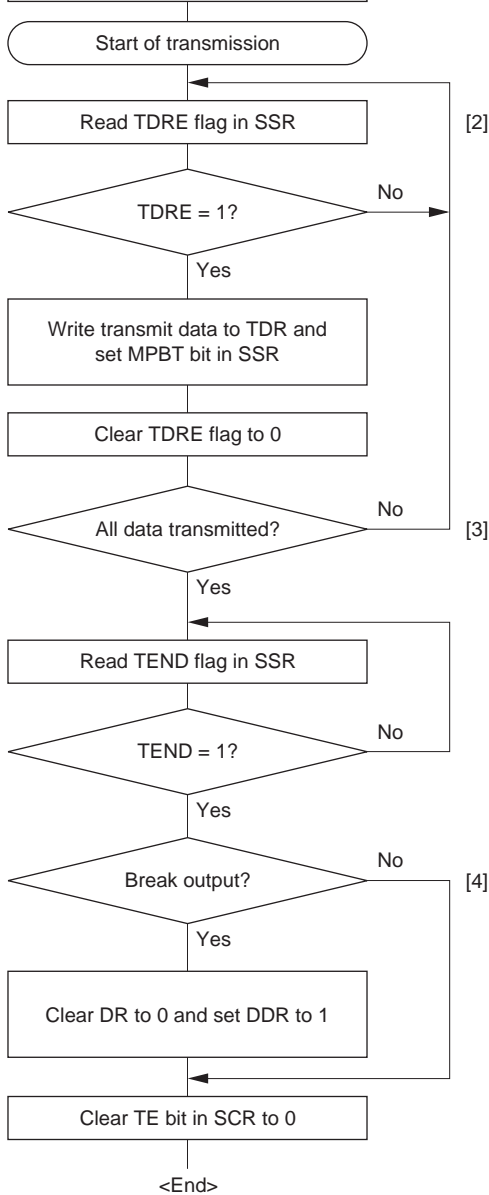 Start of transmission
Read TDRE flag in SSR
[2]
TDRE = 1?
No
Yes
Write transmit data to TDR and
set MPBT bit in SSR
Clear TDRE flag to 0
All data transmitted?
No
[3]
Yes
Read TEND flag in SSR
TEND = 1?
No
Yes
Break output?
No
[4]
Yes
Clear DR to 0 and set DDR to 1
Clear TE bit in SCR to 0
<End>